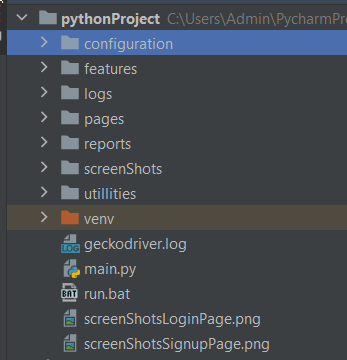 pythonProject C:\Users\Admin\PycharmPr
configuration
features
logs
pages
reports
screenShots
utillities
venv
geckodriver.log
main.py
run.bat
screenShotsLoginPage.png
screenShotsSignupPage.png